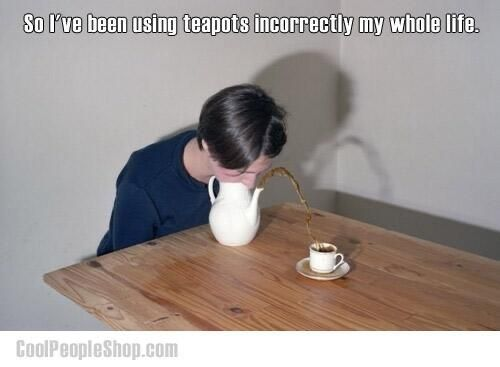 So I've been using teapots incorrectly my whole life.
CoolPeopleShop.com